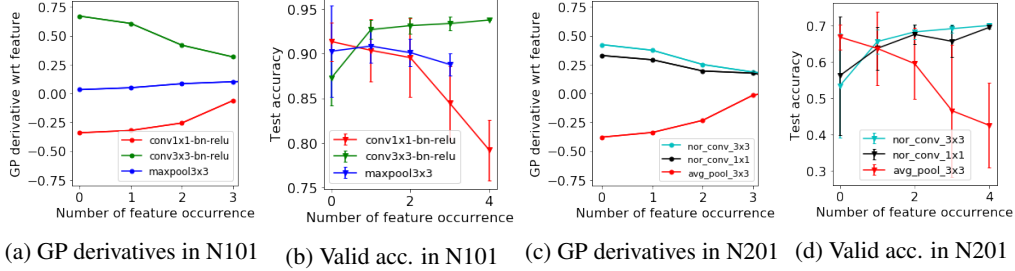 GP derivative wrt feature
0.75
0.50
0.25
0.00
-0.25
-0.50
-0.75
conv1x1-bn-relu
conv3x3-bn-relu
maxpool3x3
0 1 2 3
Number of feature occurrence
(a) GP derivatives in N101
Test accuracy
0.95
0.90
0.85
0.80
0.75
conv1x1-bn-relu
conv3x3-bn-relu
maxpool3x3
0 2 4
Number of feature occurrence
(b) Valid acc. in N101
GP derivative wrt feature
0.75
0.50
0.25
0.00
-0.25
-0.50
-0.75
nor_conv_3x3
nor_conv_1x1
avg_pool_3x3
0 1 2 3
Number of feature occurrence
(c) GP derivatives in N201
Test accuracy
0.7
0.6
0.5
0.4
0.3
nor_conv_3x3
nor_conv_1x1
avg_pool_3x3
0 2 4
Number of feature occurrence
(d) Valid acc. in N201